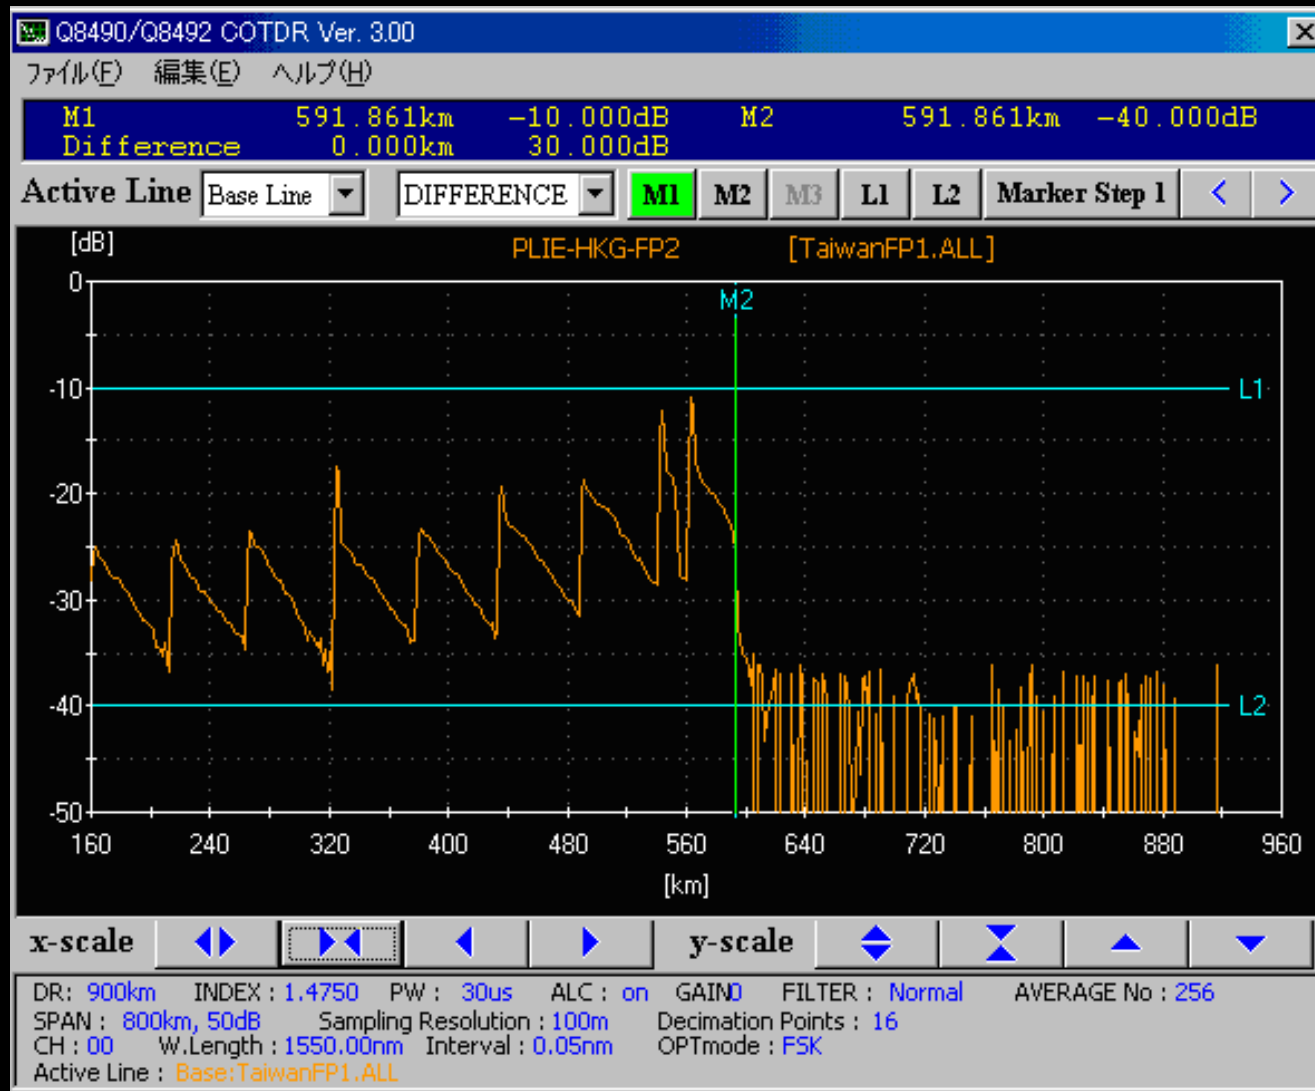 Q8490/Q8492 COTDR Ver. 3.00
ファイル(F) 編集(E) ヘルプ(H)
M1 591.861km -10.000dB M2 591.861km -40.000dB
Difference 0.000km 30.000dB
Active Line Base Line DIFFERENCE M1 M2 M3 L1 L2 Marker Step 1 < >
[dB] PLIE-HKG-FP2 [TaiwanFP1.ALL]
0
M2
-10 L1
-20
-30
-40 L2
-50
160 240 320 400 480 560 640 720 800 880 960
[km]
x-scale y-scale
DR: 900km INDEX : 1.4750 PW : 30us ALC : on GAIN0 FILTER : Normal AVERAGE No : 256
SPAN : 800km, 50dB Sampling Resolution : 100m Decimation Points : 16
CH : 00 W.Length : 1550.00nm Interval : 0.05nm OPTmode : FSK
Active Line : Base:TaiwanFP1.ALL